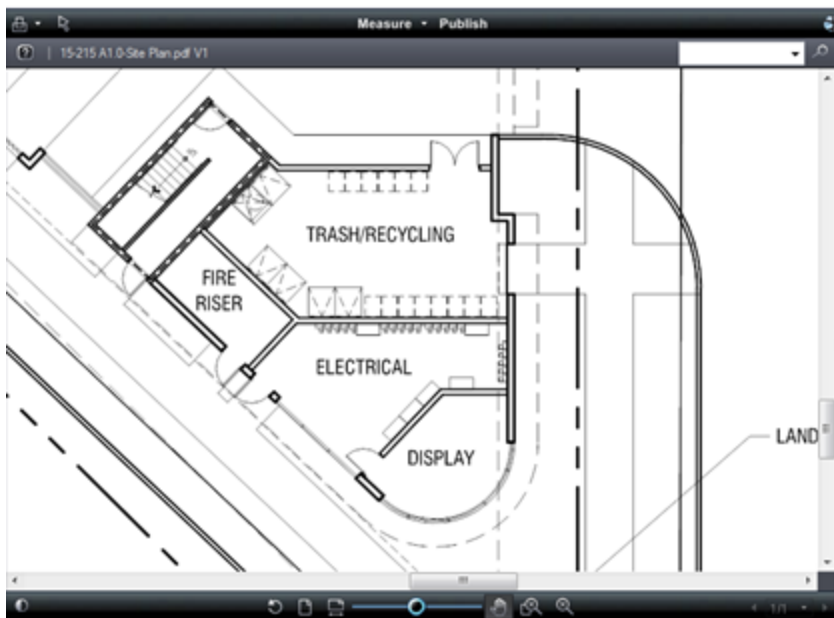 Measure Publish
15-215 A1.0-Site Plan.pdf V1
TRASH/RECYCLING
FIRE
RISER
ELECTRICAL
DISPLAY
LAND
1/1